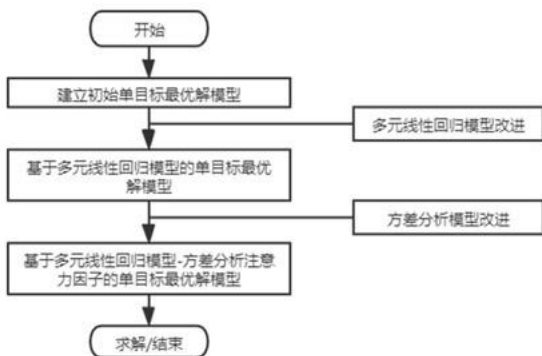 开始
建立初始单目标最优解模型
多元线性回归模型改进
基于多元线性回归模型的单目标最优
解模型
方差分析模型改进
基于多元线性回归模型-方差分析注意
力因子的单目标最优解模型
求解/结束